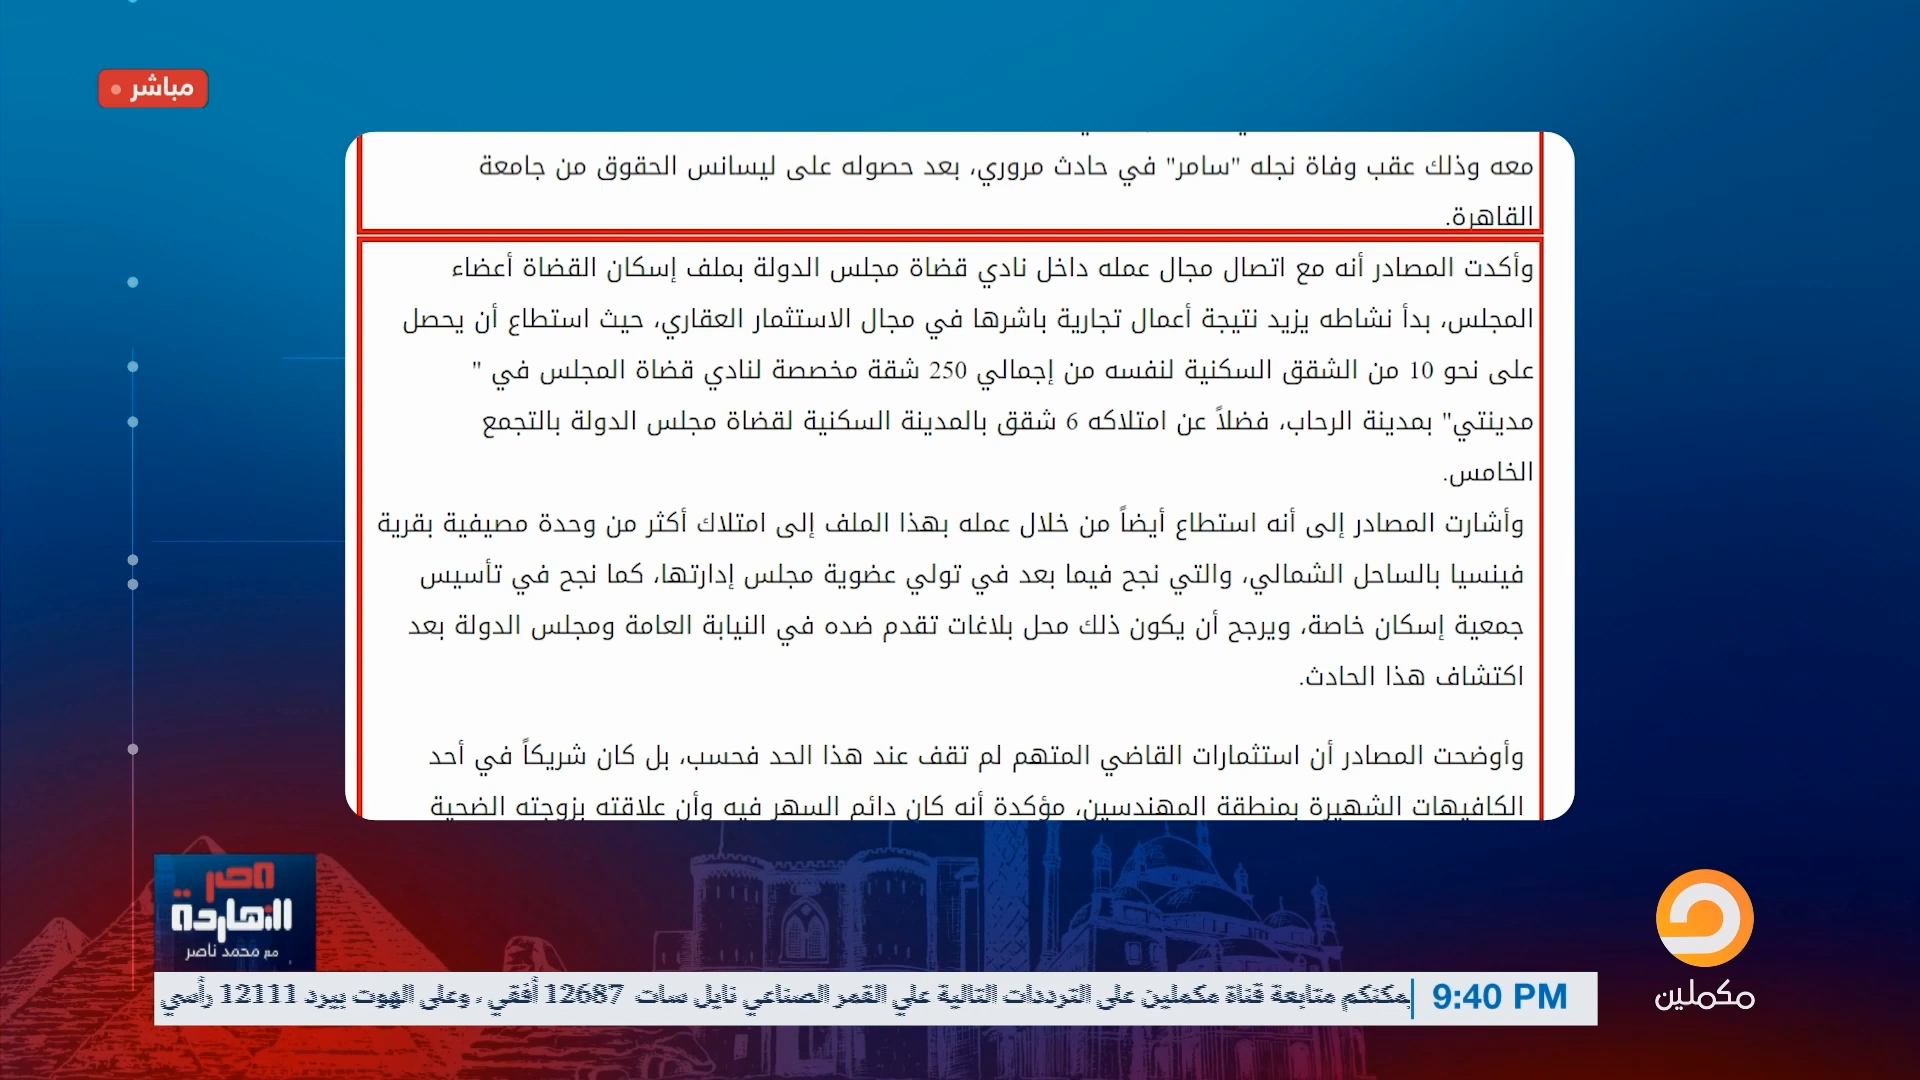 مباشر
معه وذلك عقب وفاة نجله "سامر" في حادث مروري، بعد حصوله على ليسانس الحقوق من جامعة
القاهرة.
وأكدت المصادر أنه مع اتصال مجال عمله داخل نادي قضاة مجلس الدولة بملف إسكان القضاة أعضاء
المجلس، بدأ نشاطه يزيد نتيجة أعمال تجارية باشرها في مجال الاستثمار العقاري، حيث استطاع أن يحصل
على نحو 10 من الشقق السكنية لنفسه من إجمالي 250 شقة مخصصة لنادي قضاة المجلس في "
مدينتي" بمدينة الرحاب، فضلاً عن امتلاكه 6 شقق بالمدينة السكنية لقضاة مجلس الدولة بالتجمع
الخامس.
وأشارت المصادر إلى أنه استطاع أيضاً من خلال عمله بهذا الملف إلى امتلاك أكثر من وحدة مصيفية بقرية
فينسيا بالساحل الشمالي، والتي نجح فيما بعد في تولي عضوية مجلس إدارتها، كما نجح في تأسيس
جمعية إسكان خاصة، ويرجح أن يكون ذلك محل بلاغات تقدم ضده في النيابة العامة ومجلس الدولة بعد
اكتشاف هذا الحادث.
وأوضحت المصادر أن استثمارات القاضي المتهم لم تقف عند هذا الحد فحسب، بل كان شريكاً في أحد
الكافيهات الشهيرة بمنطقة المهندسين، مؤكدة أنه كان دائم السهر فيه وأن علاقته بزوجته الضحية
مصر
النهاردة
مع محمد ناصر
يمكنكم متابعة قناة مكملين على الترددات التالية علي القمر الصناعي نايل سات 12687 أفقي ، وعلى الهوت بيرد 12111 رأسي
9:40 PM
مكملين